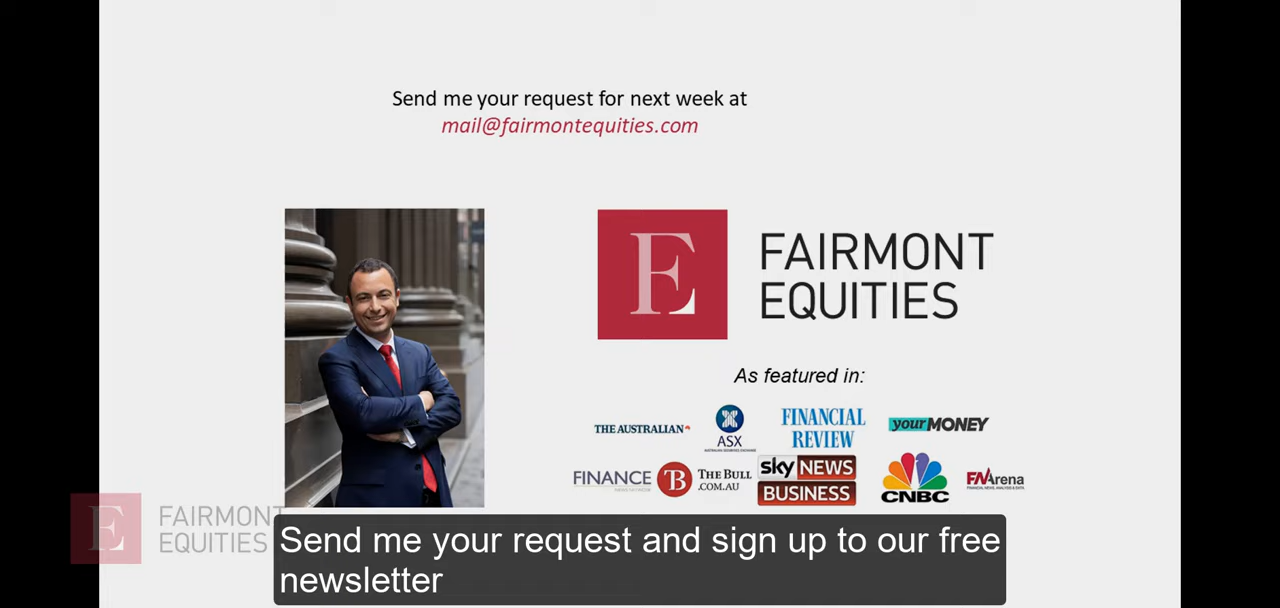 Send me your request for next week at
mail@fairmontequities.com
E
FAIRMONT
EQUITIES
As featured in:
THE AUSTRALIAN
ASX
FINANCIAL
REVIEW
yourMONEY
FINANCE
TB
THE BULL
.COM.AU
sky NEWS
BUSINESS
CNBC
FNArena
E
FAIRMONT
EQUITIES
Send me your request and sign up to our free
newsletter